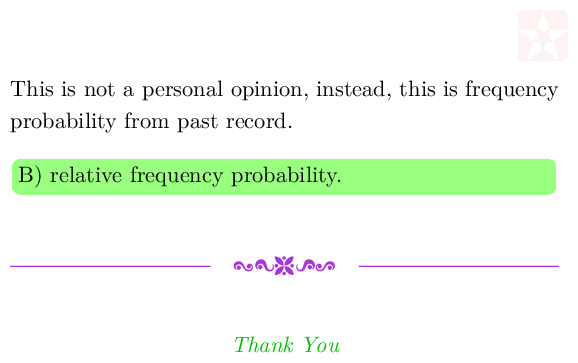 This is not a personal opinion, instead, this is frequency
probability from past record.
B) relative frequency probability.
Thank You